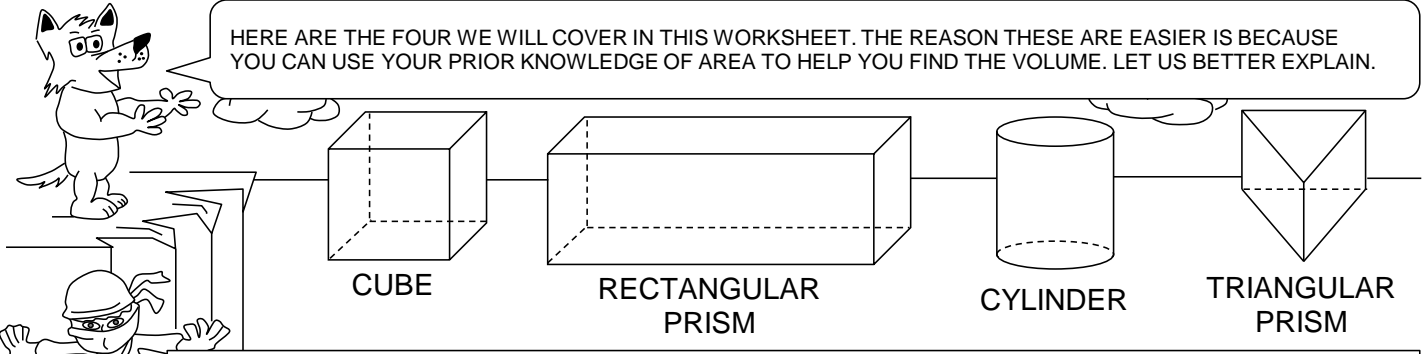 HERE ARE THE FOUR WE WILL COVER IN THIS WORKSHEET. THE REASON THESE ARE EASIER IS BECAUSE
YOU CAN USE YOUR PRIOR KNOWLEDGE OF AREA TO HELP YOU FIND THE VOLUME. LET US BETTER EXPLAIN.
CUBE
RECTANGULAR
PRISM
CYLINDER
TRIANGULAR
PRISM